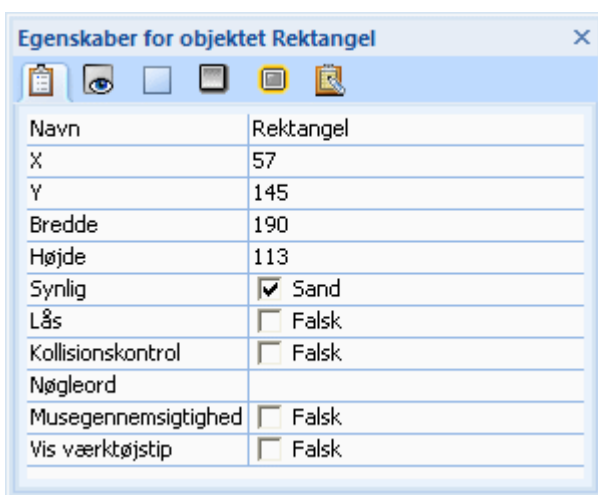 Egenskaber for objektet Rektangel
Navn Rektangel
X 57
Y 145
Bredde 190
Højde 113
Synlig Sand
Lås Falsk
Kollisionskontrol Falsk
Nøgleord
Musegennemsigtighed Falsk
Vis værktøjstip Falsk